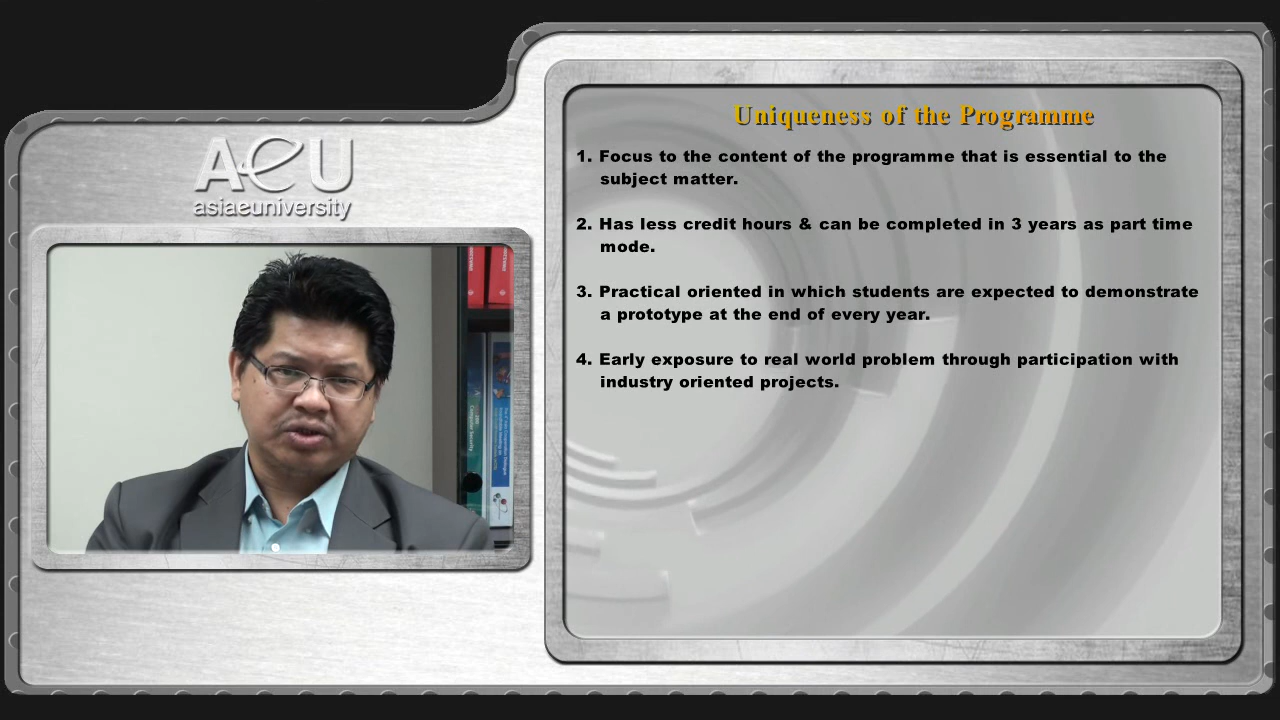 AeU
asiaeuniversity
Uniqueness of the Programme
1. Focus to the content of the programme that is essential to the
subject matter.
2. Has less credit hours & can be completed in 3 years as part time
mode.
3. Practical oriented in which students are expected to demonstrate
a prototype at the end of every year.
4. Early exposure to real world problem through participation with
industry oriented projects.
Computer Security